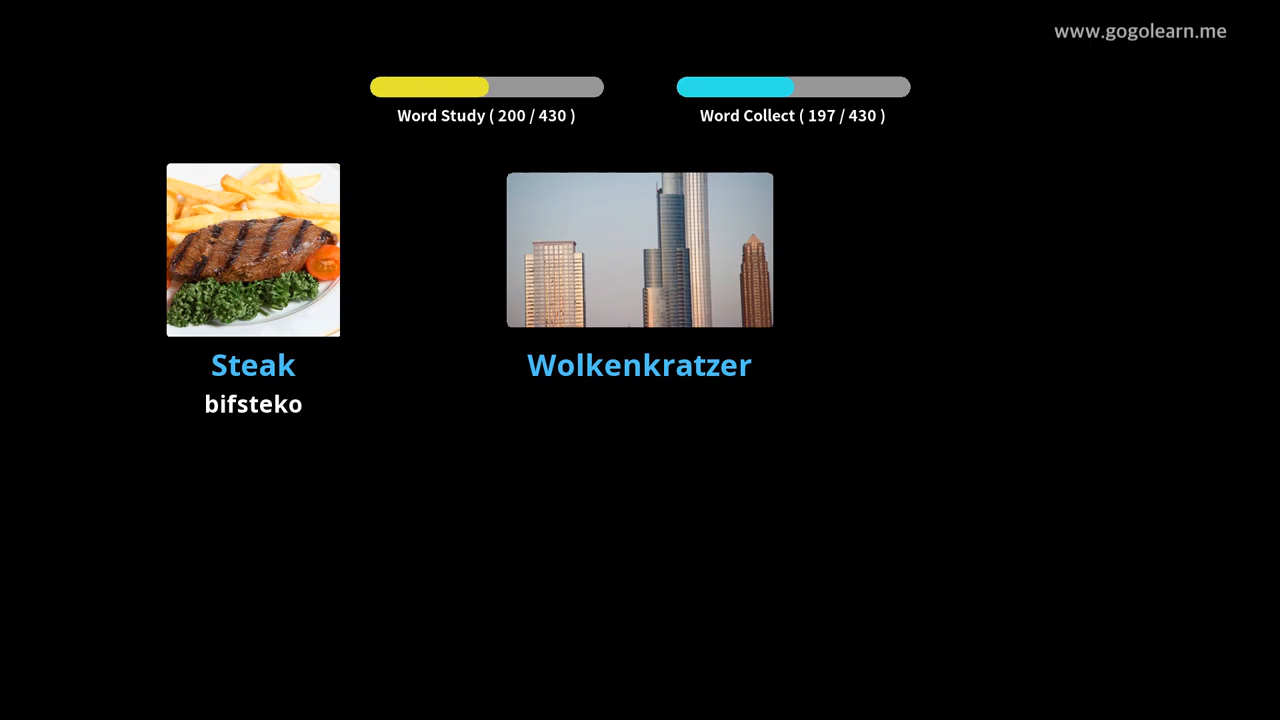 www.gogolearn.me
Word Study ( 200 / 430 )
Word Collect ( 197 / 430 )
Steak
bifsteko
Wolkenkratzer